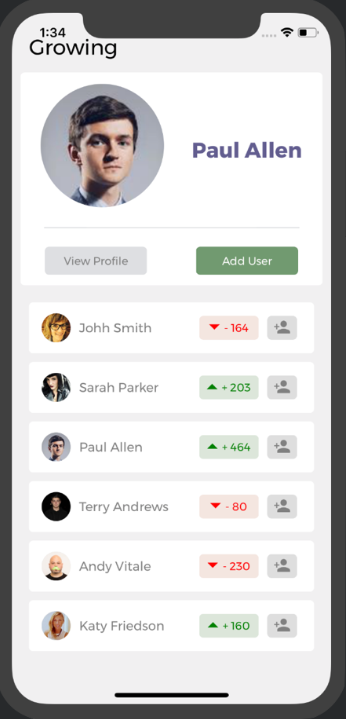 1:34
Growing
Paul Allen
View Profile Add User
Johh Smith - 164
Sarah Parker + 203
Paul Allen + 464
Terry Andrews - 80
Andy Vitale - 230
Katy Friedson + 160